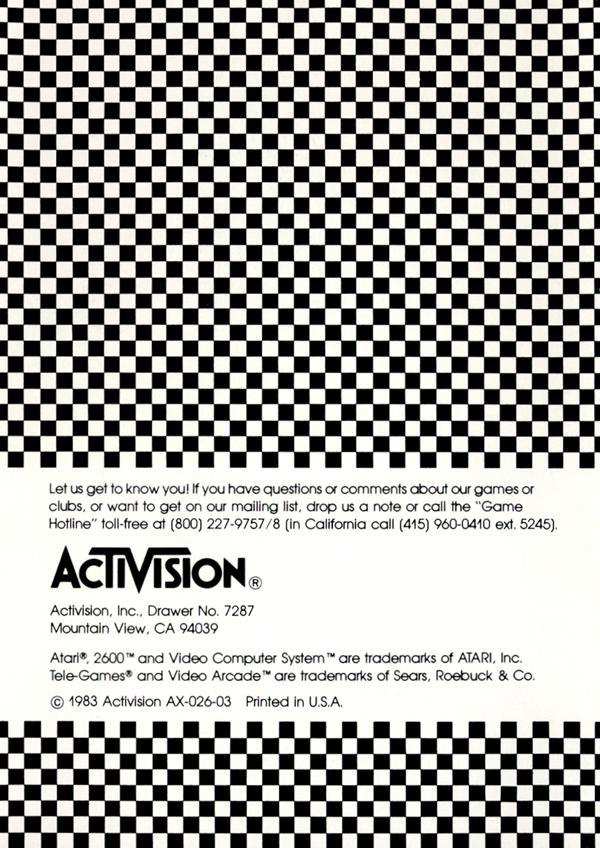 Let us get to know you! If you have questions or comments about our games or
clubs, or want to get on our mailing list, drop us a note or call the "Game
Hotline" toll-free at (800) 227-9757/8 (in California call (415) 960-0410 ext. 5245).
ACTIVISION®
Activision, Inc., Drawer No. 7287
Mountain View, CA 94039
Atari®, 2600™ and Video Computer System™ are trademarks of ATARI, Inc.
Tele-Games® and Video Arcade™ are trademarks of Sears, Roebuck & Co.
© 1983 Activision AX-026-03 Printed in U.S.A.